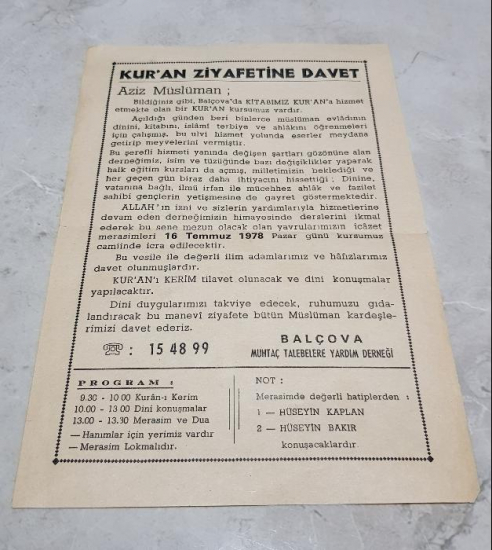 KUR'AN ZİYAFETİNE DAVET
Aziz Müslüman ;
Bildiğiniz gibi, Balçova'da KİTABIMIZ KUR'AN'a hizmet
etmekte olan bir KUR'AN kursumuz vardır.
Açıldığı günden beri binlerce müslüman evlâdının
dinini, kitabını, islâmî terbiye ve ahlâkını öğrenmeleri
için çalışmış, bu ulvi hizmet yolunda eserler meydana
getirip meyvelerini vermiştir.
Bu şerefli hizmeti yanında değişen şartları gözönüne alan
derneğimiz, isim ve tüzüğünde bazı değişiklikler yaparak
halk eğitim kursları da açmış, milletimizin beklediği ve
her geçen gün biraz daha ihtiyacını hissettiği ; Dinine,
vatanına bağlı, ilmü irfan ile mücehhez ahlâk ve fazilet
sahibi gençlerin yetişmesine de gayret göstermektedir.
ALLAH'ın izni ve sizlerin yardımlarıyla hizmetlerine
devam eden derneğimizin himayesinde derslerini ikmal
ederek bu sene mezun olacak olan yavrularımızın icâzet
merasimleri 16 Temmuz 1978 Pazar günü kursumuz
camiinde icra edilecektir.
Bu vesile ile değerli ilim adamlarımız ve hâfızlarımız
davet olunmuşlardır.
KUR'AN'ı KERİM tilavet olunacak ve dini konuşmalar
yapılacaktır.
Dini duygularımızı takviye edecek, ruhumuzu gıda-
landıracak bu manevî ziyafete bütün Müslüman kardeşle-
rimizi davet ederiz.
☎ : 15 48 99
BALÇOVA
MUHTAÇ TALEBELERE YARDIM DERNEĞİ
PROGRAM :
9.30 - 10 00 Kurân-ı Kerim
10.00 - 13 00 Dini konuşmalar
13.00 - 13.30 Merasim ve Dua
— Hanımlar için yerimiz vardır
— Merasim Lokmalıdır.
NOT :
Merasimde değerli hatiplerden :
1 — HÜSEYİN KAPLAN
2 — HÜSEYİN BAKIR
konuşacaklardır.